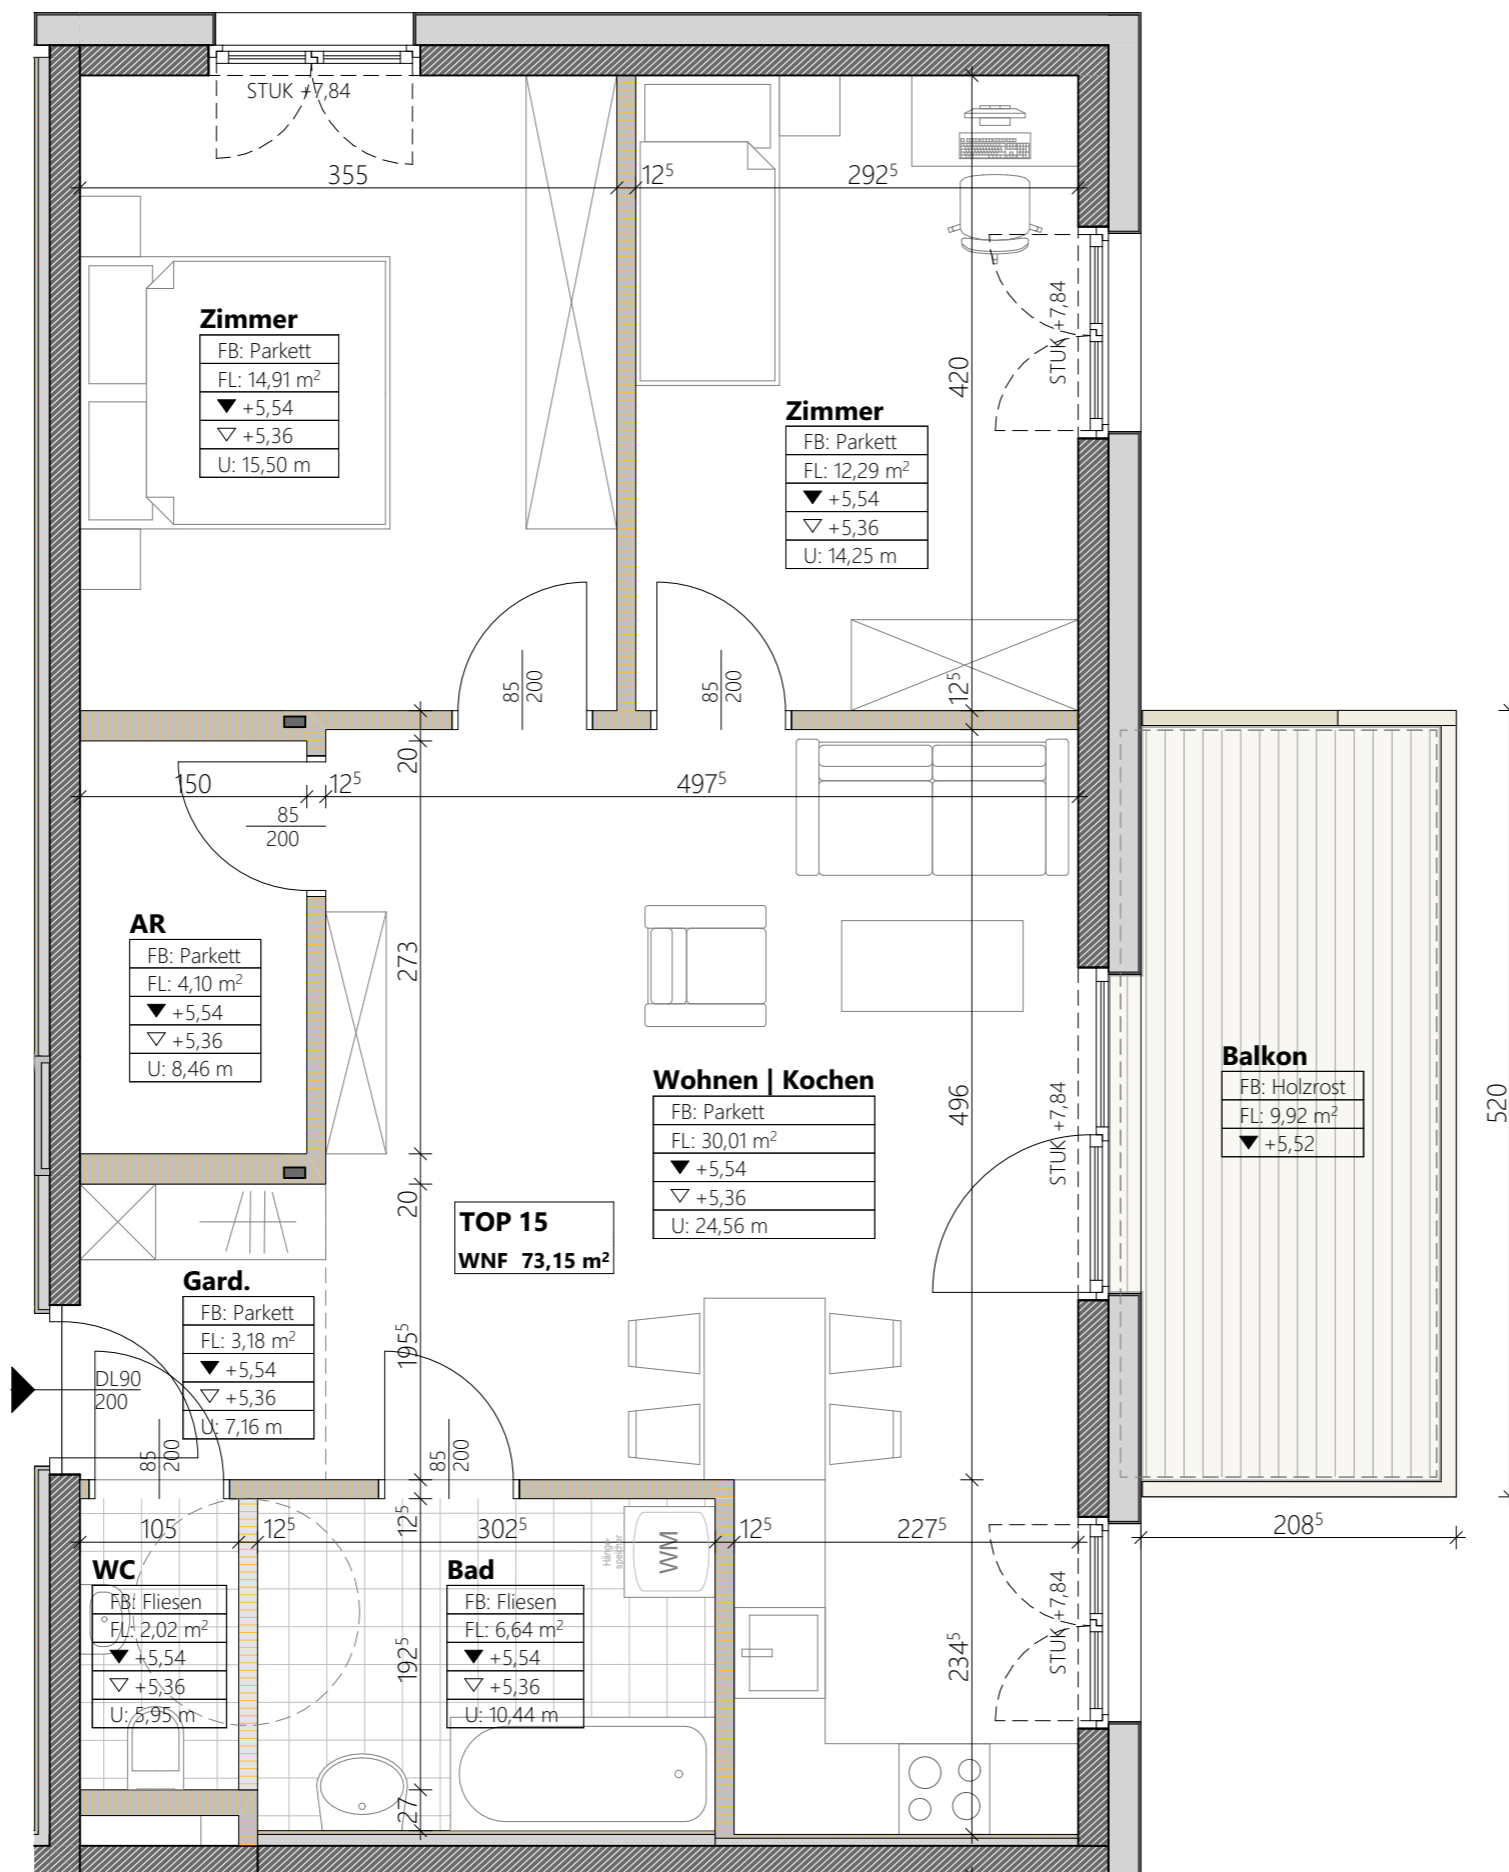 STUK +7,84
355
12⁵
292⁵
STUK +7,84
420
Zimmer
FB: Parkett
FL: 14,91 m²
▼ +5,54
▽ +5,36
U: 15,50 m
Zimmer
FB: Parkett
FL: 12,29 m²
▼ +5,54
▽ +5,36
U: 14,25 m
85
200
85
200
12⁵
20
150
12⁵
497⁵
85
200
AR
FB: Parkett
FL: 4,10 m²
▼ +5,54
▽ +5,36
U: 8,46 m
273
Wohnen | Kochen
FB: Parkett
FL: 30,01 m²
▼ +5,54
▽ +5,36
U: 24,56 m
496
STUK +7,84
Balkon
FB: Holzrost
FL: 9,92 m²
▼ +5,52
520
20
TOP 15
WNF 73,15 m²
Gard.
FB: Parkett
FL: 3,18 m²
▼ +5,54
▽ +5,36
U: 7,16 m
195⁵
DL90
200
85
200
85
200
105
12⁵
12⁵
302⁵
12⁵
227⁵
208⁵
Hänge-
speicher
WM
WC
FB: Fliesen
FL: 2,02 m²
▼ +5,54
▽ +5,36
U: 5,95 m
192⁵
Bad
FB: Fliesen
FL: 6,64 m²
▼ +5,54
▽ +5,36
U: 10,44 m
234⁵
STUK +7,84
27